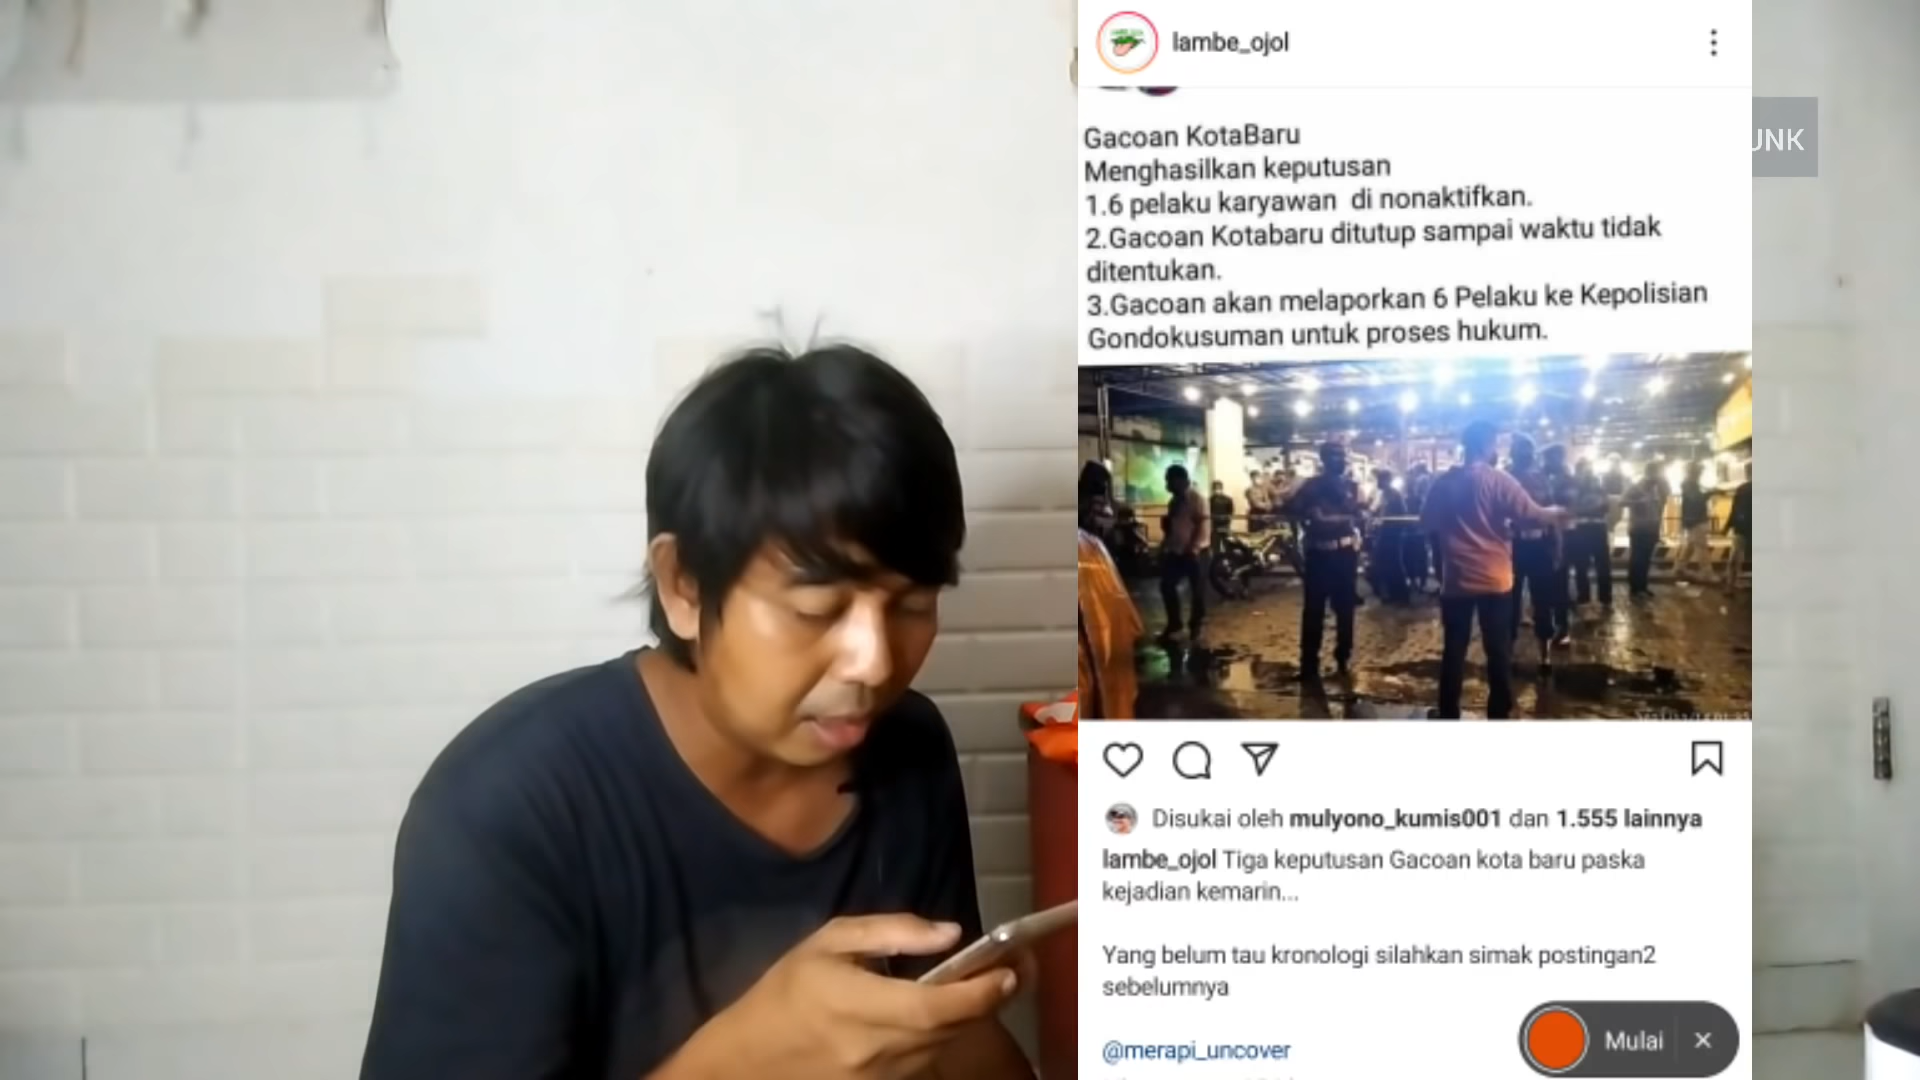 lambe_ojol
UNK
Gacoan KotaBaru
Menghasilkan keputusan
1.6 pelaku karyawan di nonaktifkan.
2.Gacoan Kotabaru ditutup sampai waktu tidak
ditentukan.
3.Gacoan akan melaporkan 6 Pelaku ke Kepolisian
Gondokusuman untuk proses hukum.
Disukai oleh mulyono_kumis001 dan 1.555 lainnya
lambe_ojol Tiga keputusan Gacoan kota baru paska
kejadian kemarin...
Yang belum tau kronologi silahkan simak postingan2
sebelumnya
@merapi_uncover
Mulai